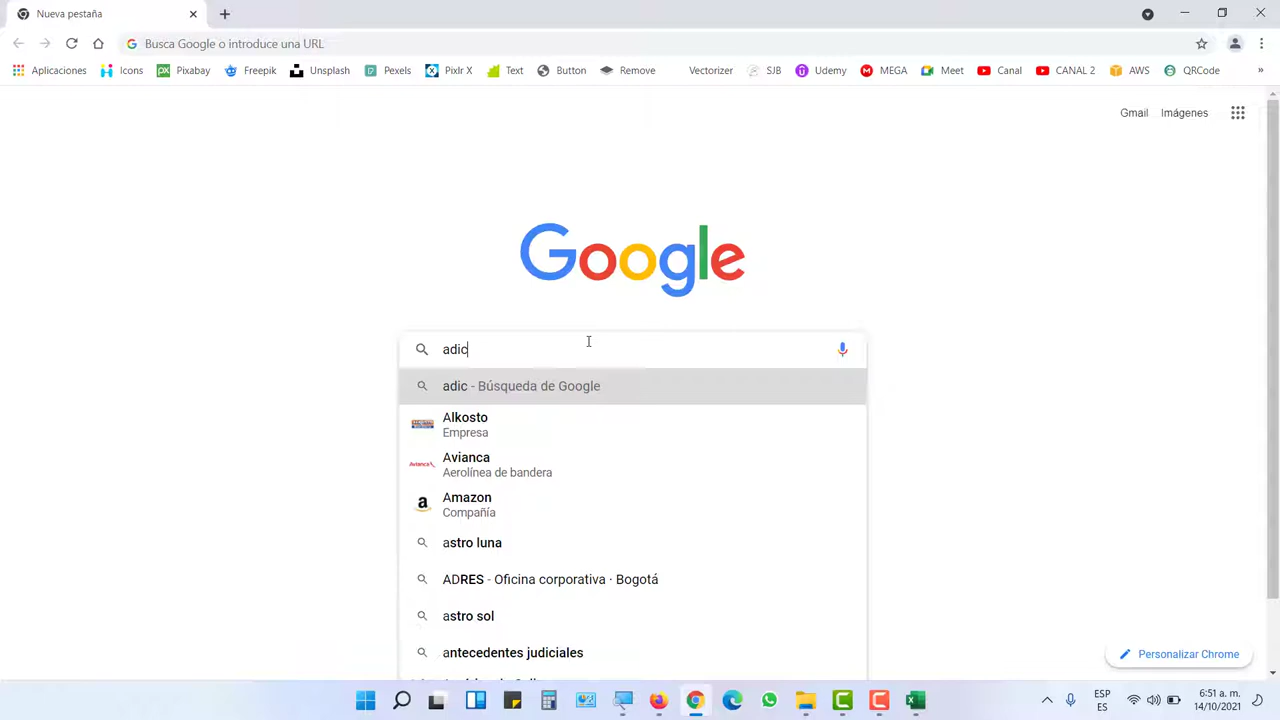 Nueva pestaña
Busca Google o introduce una URL
Aplicaciones Icons Pixabay Freepik Unsplash Pexels Pixlr X Text Button Remove Vectorizer SJB Udemy MEGA Meet Canal CANAL 2 AWS QRCode »
Gmail Imágenes
Google
adic
adic - Búsqueda de Google
Alkosto
Empresa
Avianca
Aerolínea de bandera
Amazon
Compañía
astro luna
ADRES - Oficina corporativa · Bogotá
astro sol
antecedentes judiciales
Personalizar Chrome
ESP
ES
6:51 a. m.
14/10/2021